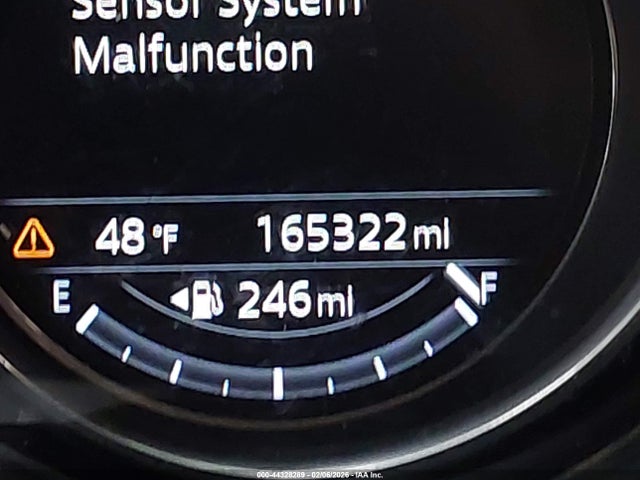 Sensor System
Malfunction
48°F 165322 mi
E 246 mi F
000-44328289 - 02/06/2026 - IAA Inc.